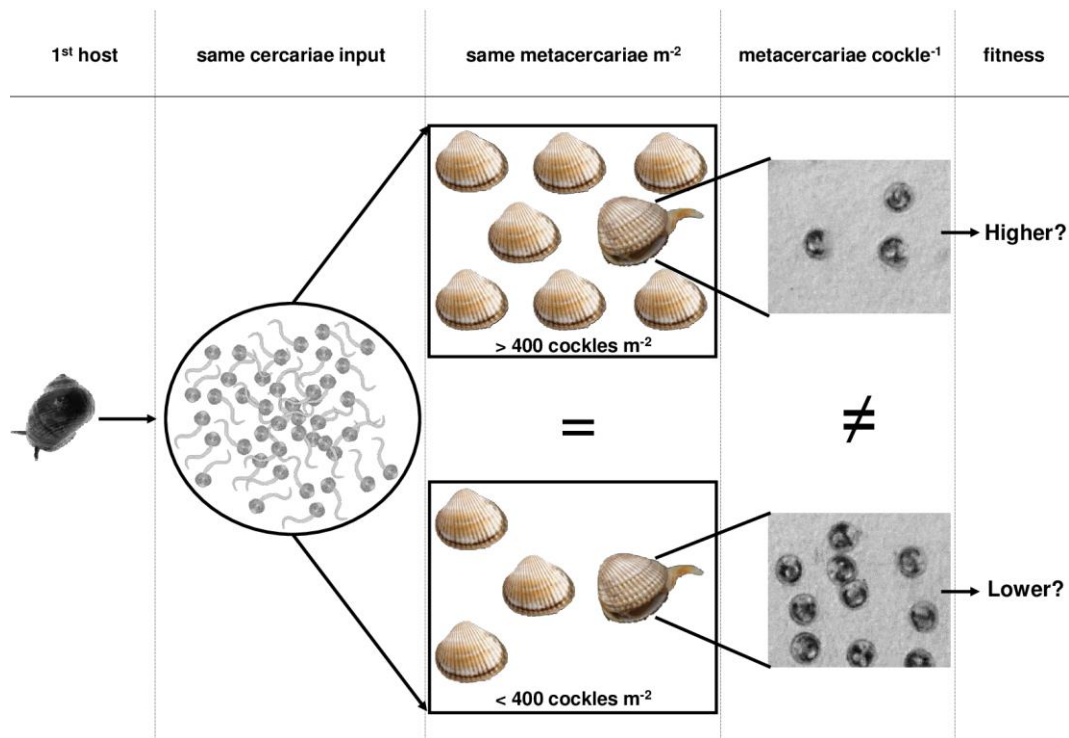 1st host
same cercariae input
same metacercariae m-2
metacercariae cockle-1
fitness
> 400 cockles m-2
Higher?
=
≠
< 400 cockles m-2
Lower?